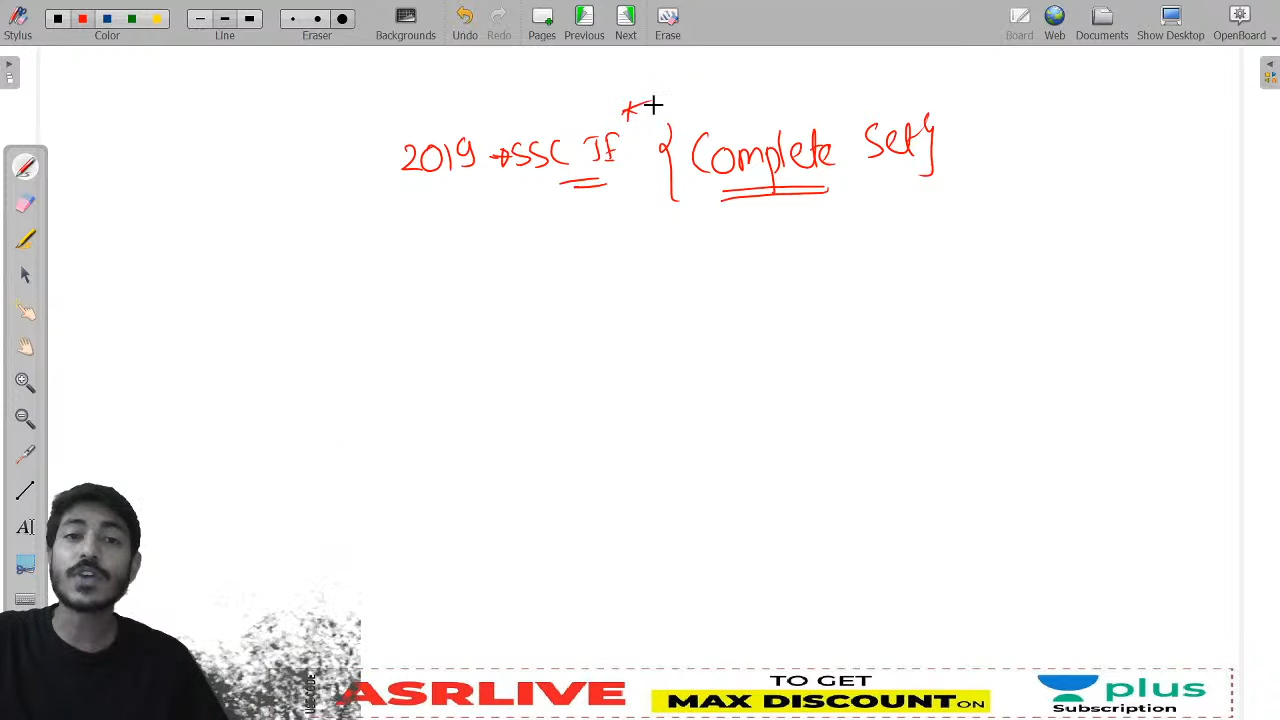 Stylus
Color
Line
Eraser
Backgrounds
Undo
Redo
Pages
Previous
Next
Erase
Board
Web
Documents
Show Desktop
OpenBoard
2019 → SSC JE { Complete Set }
AI
ASRLIVE
TO GET
MAX DISCOUNT ON
plus
Subscription